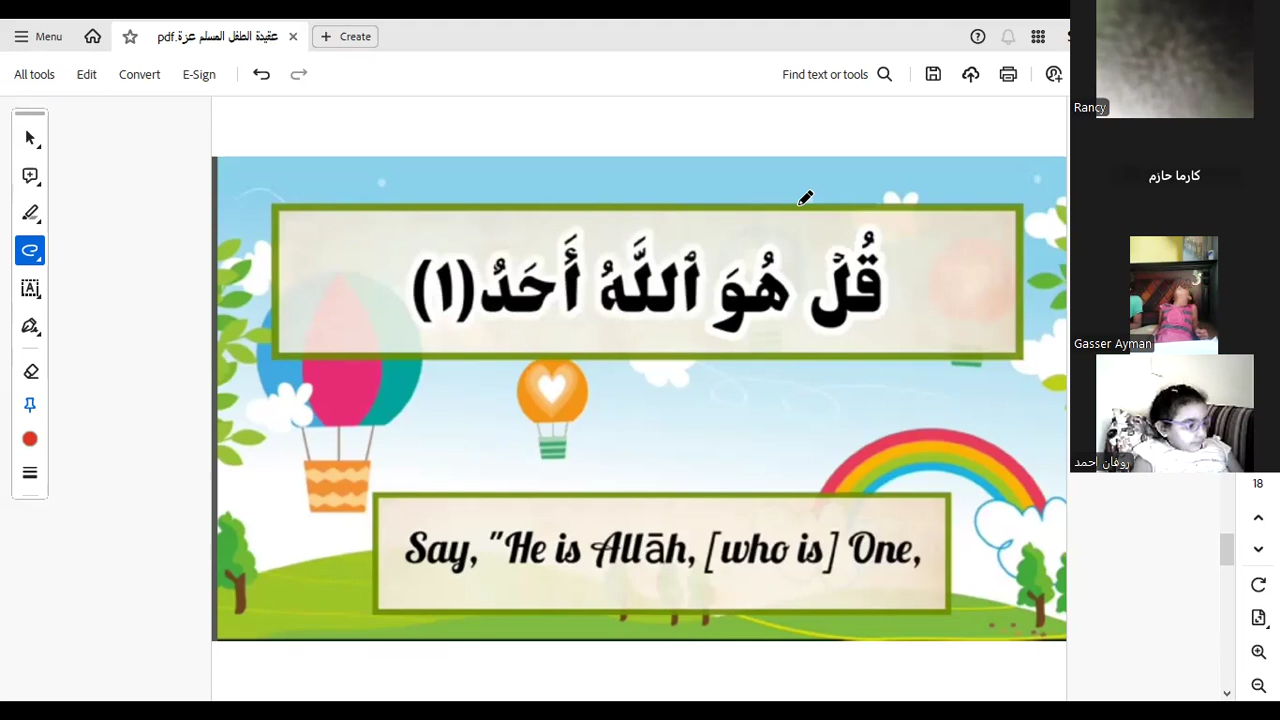 Menu
عقيدة الطفل المسلم عزة.pdf
Create
All tools
Edit
Convert
E-Sign
Find text or tools
قُلْ هُوَ ٱللَّهُ أَحَدٌ (١)
Say, "He is Allāh, [who is] One,
Rancy
كارما حازم
Gasser Ayman
روفان احمد
18